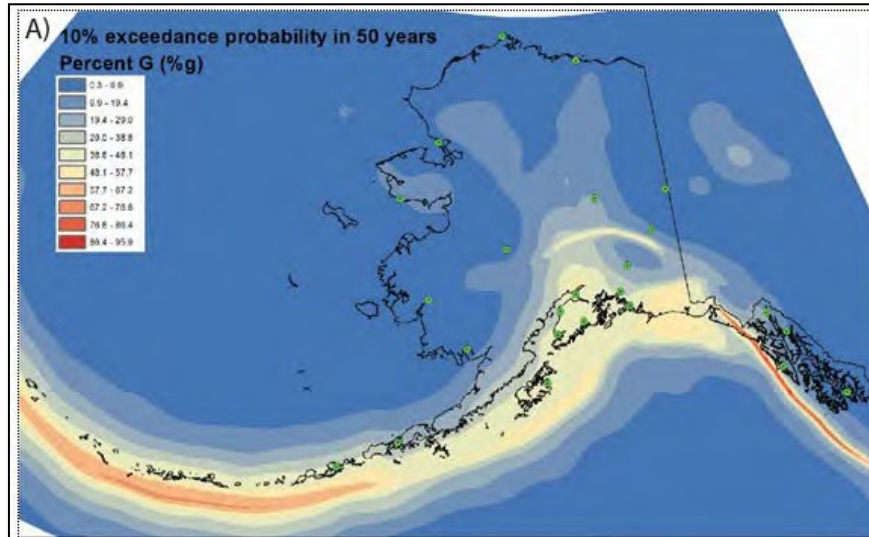 A)
10% exceedance probability in 50 years
Percent G (%g)
0.3 - 9.9
9.9 - 19.4
19.4 - 29.0
29.0 - 38.6
38.6 - 48.1
48.1 - 57.7
57.7 - 67.2
67.2 - 76.8
76.8 - 86.4
86.4 - 95.9